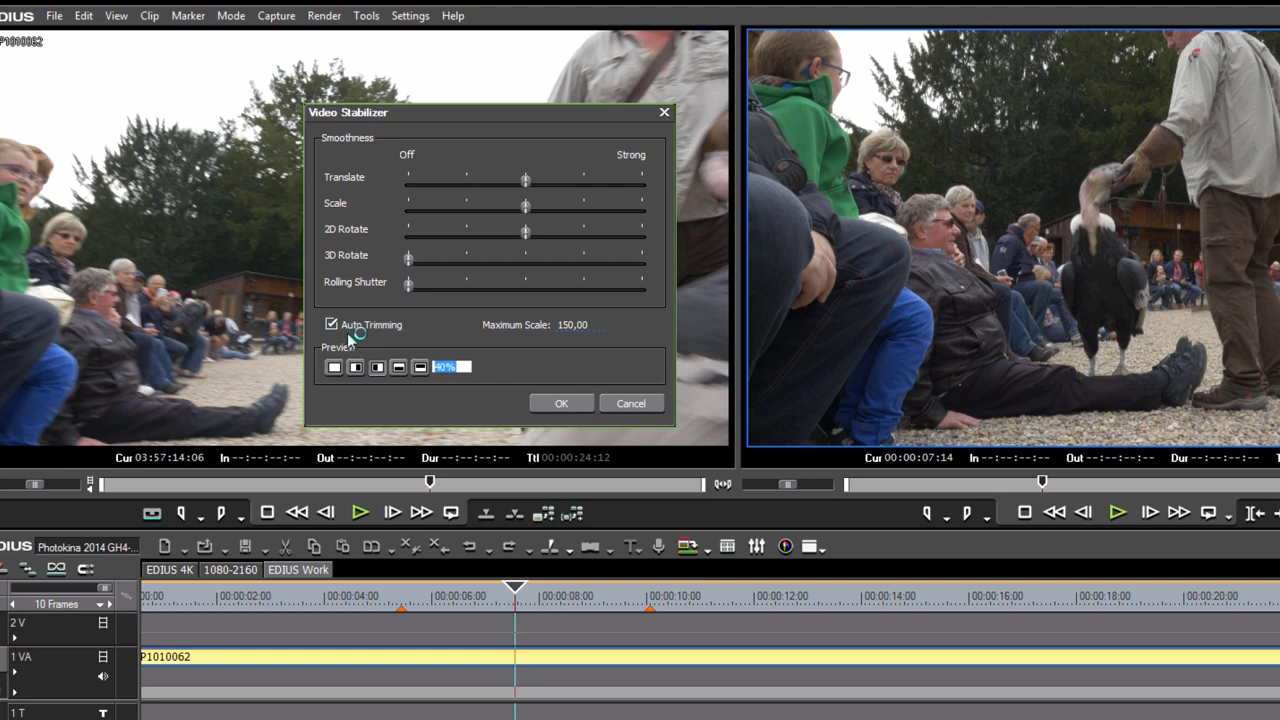 DIUS File Edit View Clip Marker Mode Capture Render Tools Settings Help
P1010062
Video Stabilizer
Smoothness
Off Strong
Translate
Scale
2D Rotate
3D Rotate
Rolling Shutter
Auto Trimming Maximum Scale: 150,00
Preview
40%
OK Cancel
Cur 03:57:14:06 In --:--:--:-- Out --:--:--:-- Dur --:--:--:-- Ttl 00:00:24:12
Cur 00:00:07:14 In --:--:--:-- Out --:--:--:-- Dur --:--:--:--
DIUS Photokina 2014 GH4-...
EDIUS 4K 1080-2160 EDIUS Work
10 Frames
00:00 00:00:02:00 00:00:04:00 00:00:06:00 00:00:08:00 00:00:10:00 00:00:12:00 00:00:14:00 00:00:16:00 00:00:18:00 00:00:20:00
2 V
1 VA P1010062
1 T T